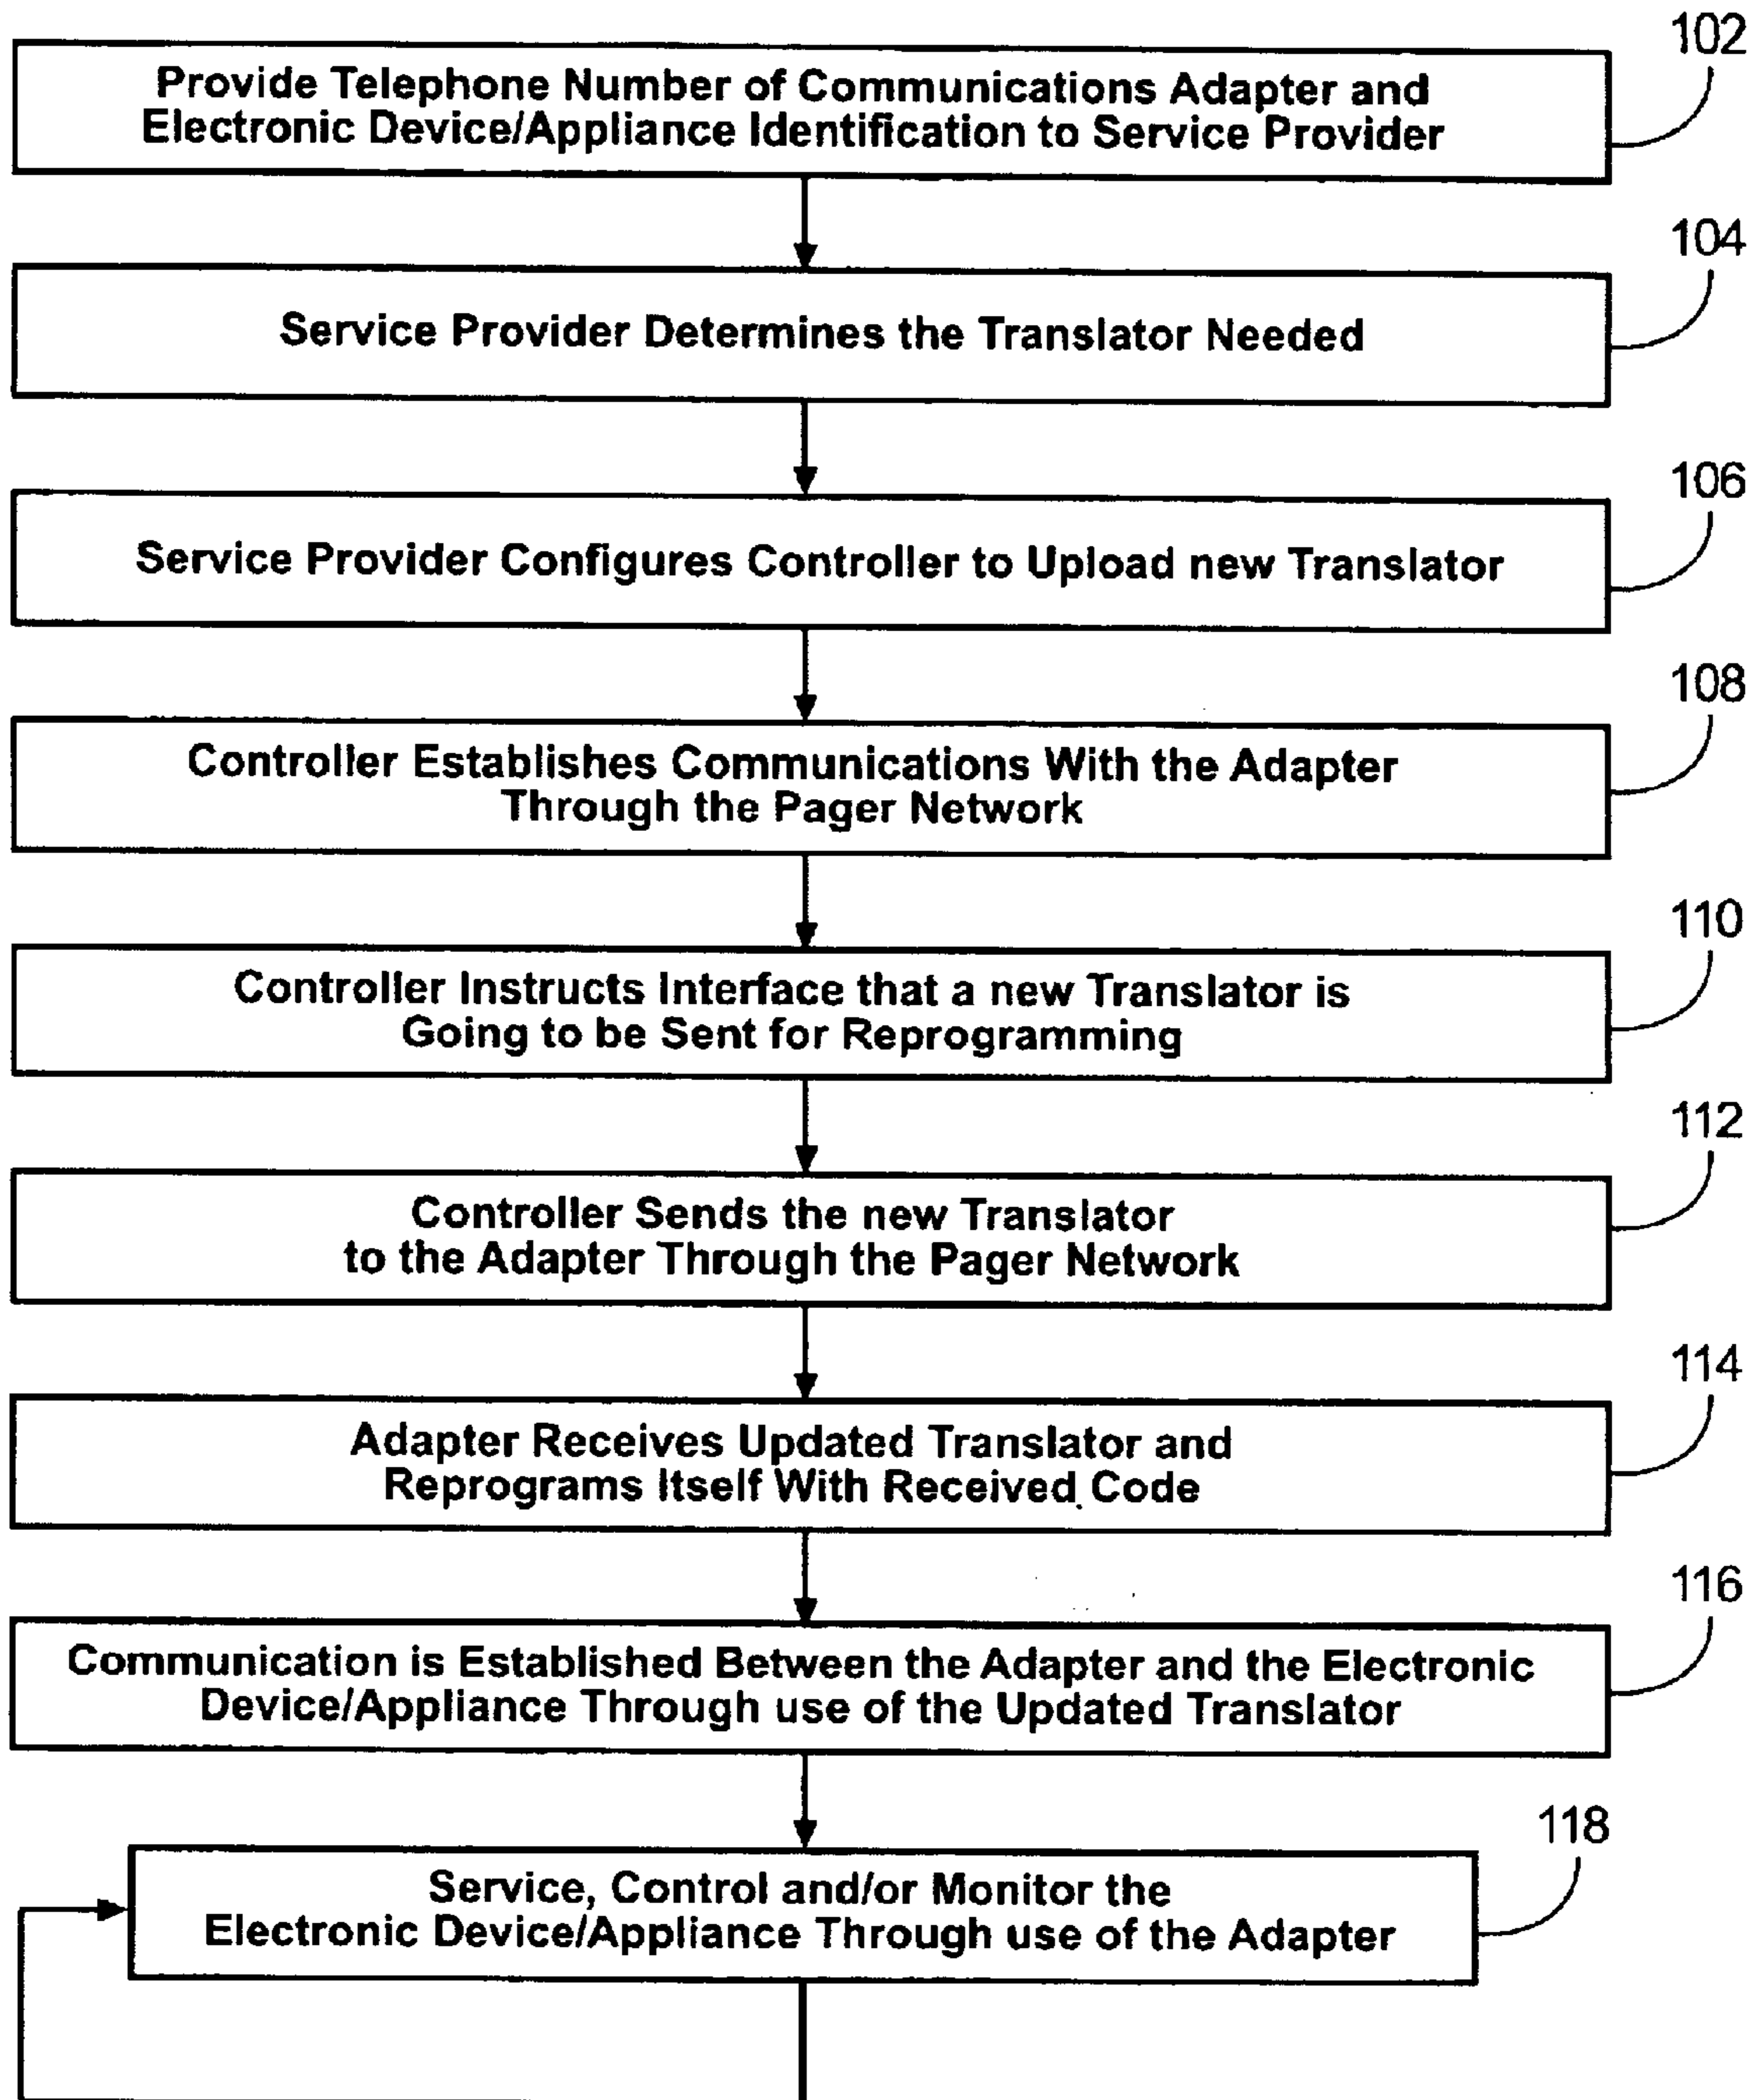 102
Provide Telephone Number of Communications Adapter and
Electronic Device/Appliance Identification to Service Provider
104
Service Provider Determines the Translator Needed
106
Service Provider Configures Controller to Upload new Translator
108
Controller Establishes Communications With the Adapter
Through the Pager Network
110
Controller Instructs Interface that a new Translator is
Going to be Sent for Reprogramming
112
Controller Sends the new Translator
to the Adapter Through the Pager Network
114
Adapter Receives Updated Translator and
Reprograms Itself With Received Code
116
Communication is Established Between the Adapter and the Electronic
Device/Appliance Through use of the Updated Translator
118
Service, Control and/or Monitor the
Electronic Device/Appliance Through use of the Adapter